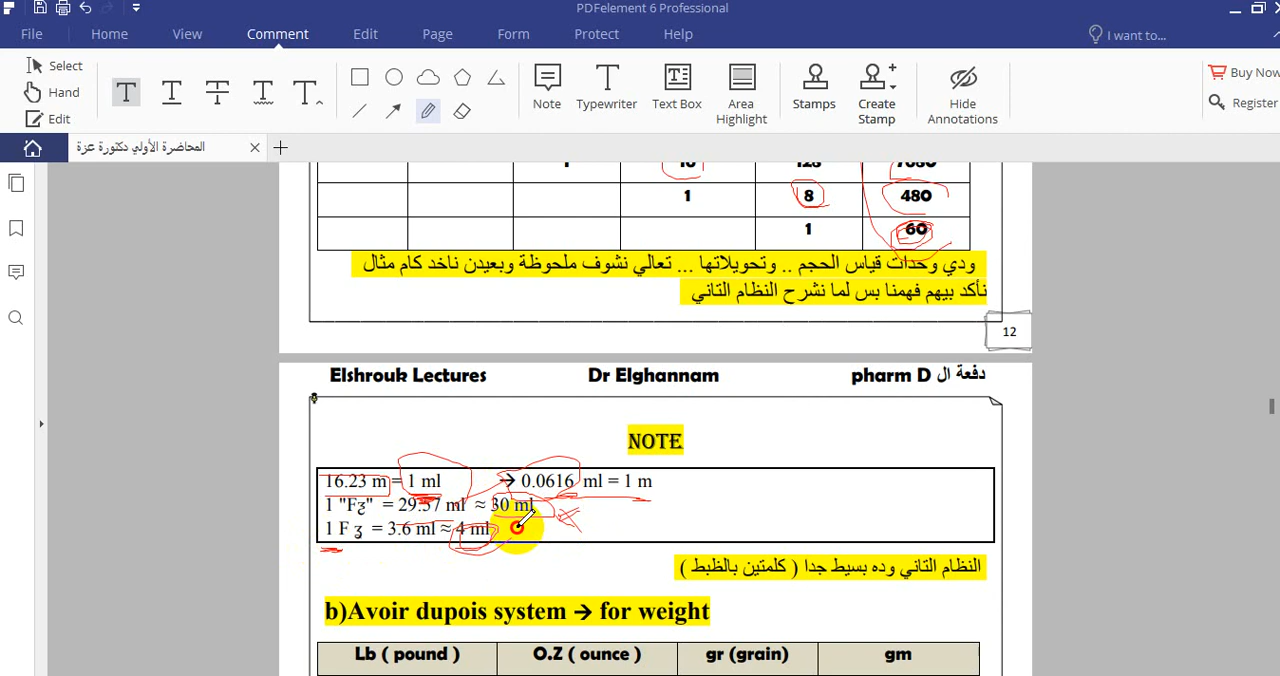 PDFelement 6 Professional
File Home View Comment Edit Page Form Protect Help I want to...
Select
Hand
Edit
Note Typewriter Text Box Area Highlight Stamps Create Stamp Hide Annotations
Buy Now
Register
المحاضرة الأولي دكتورة عزة
1 16 128 7680
1 8 480
1 60
ودي وحدات قياس الحجم .. وتحويلاتها ... تعالي نشوف ملحوظة وبعيدن ناخد كام مثال
نأكد بيهم فهمنا بس لما نشرح النظام التاني
12
Elshrouk Lectures Dr Elghannam pharm D دفعة ال
NOTE
16.23 m = 1 ml → 0.0616 ml = 1 m
1 "Fʒ" = 29.57 ml ≈ 30 ml
1 F ʒ = 3.6 ml ≈ 4 ml
النظام التاني وده بسيط جدا ( كلمتين بالظبط )
b)Avoir dupois system → for weight
Lb ( pound ) O.Z ( ounce ) gr (grain) gm